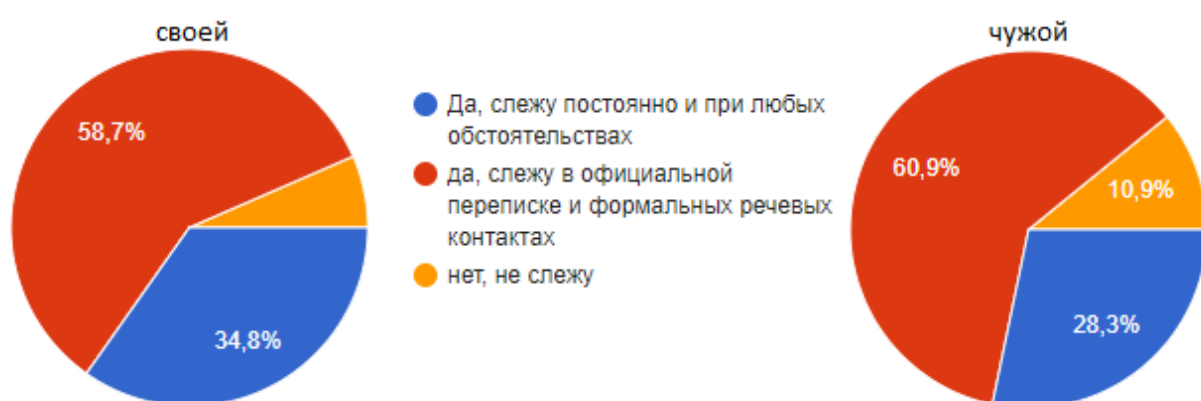 своей
58,7%
34,8%
Да, слежу постоянно и при любых
обстоятельствах
да, слежу в официальной
переписке и формальных речевых
контактах
нет, не слежу
чужой
60,9%
10,9%
28,3%